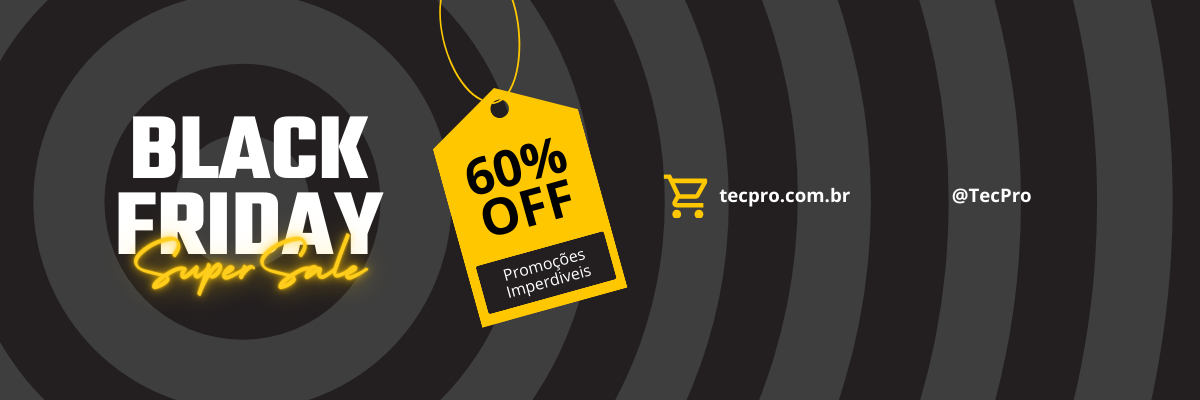 BLACK
FRIDAY
Super Sale
60%
OFF
Promoções
Imperdíveis
tecpro.com.br
@TecPro